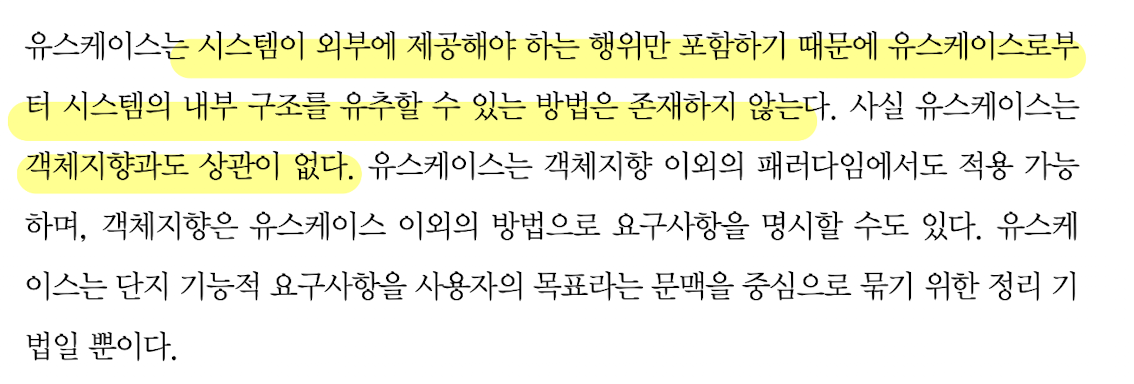 유스케이스는 시스템이 외부에 제공해야 하는 행위만 포함하기 때문에 유스케이스로부
터 시스템의 내부 구조를 유추할 수 있는 방법은 존재하지 않는다. 사실 유스케이스는
객체지향과도 상관이 없다. 유스케이스는 객체지향 이외의 패러다임에서도 적용 가능
하며, 객체지향은 유스케이스 이외의 방법으로 요구사항을 명시할 수도 있다. 유스케
이스는 단지 기능적 요구사항을 사용자의 목표라는 문맥을 중심으로 묶기 위한 정리 기
법일 뿐이다.